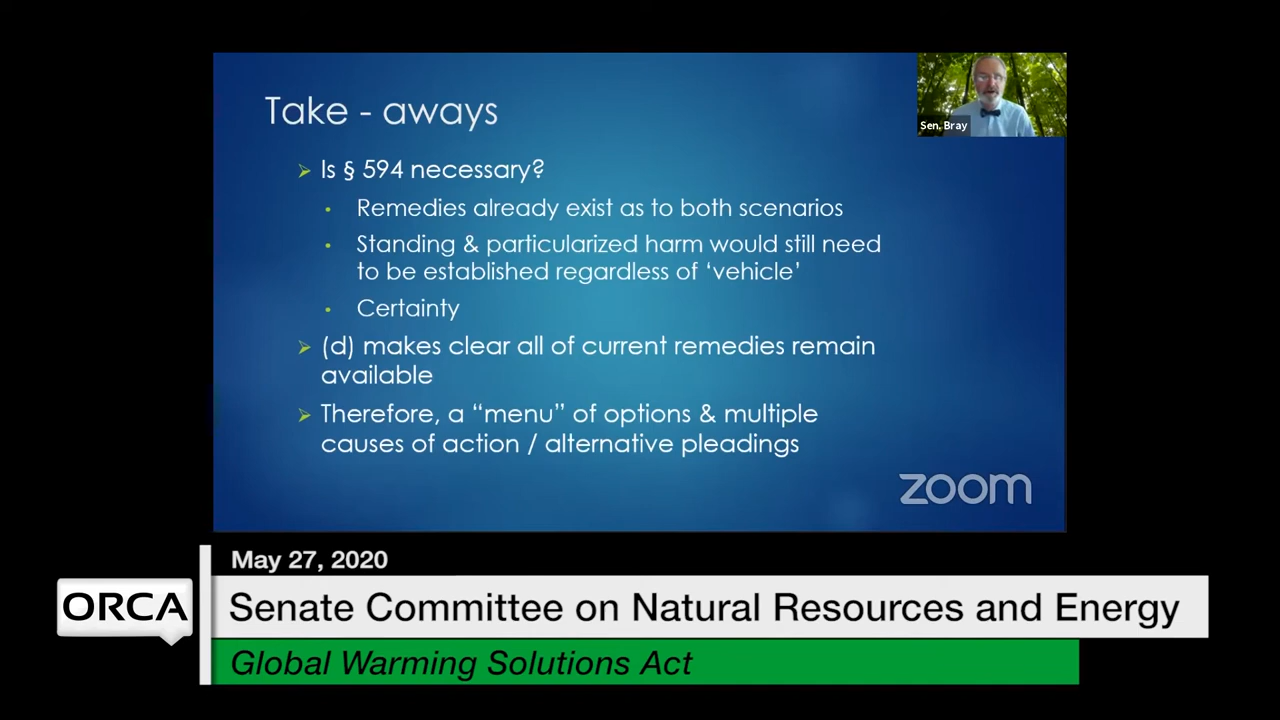 Take - aways
Sen. Bray
Is § 594 necessary?
Remedies already exist as to both scenarios
Standing & particularized harm would still need
to be established regardless of ‘vehicle’
Certainty
(d) makes clear all of current remedies remain
available
Therefore, a “menu” of options & multiple
causes of action / alternative pleadings
zoom
May 27, 2020
ORCA
Senate Committee on Natural Resources and Energy
Global Warming Solutions Act